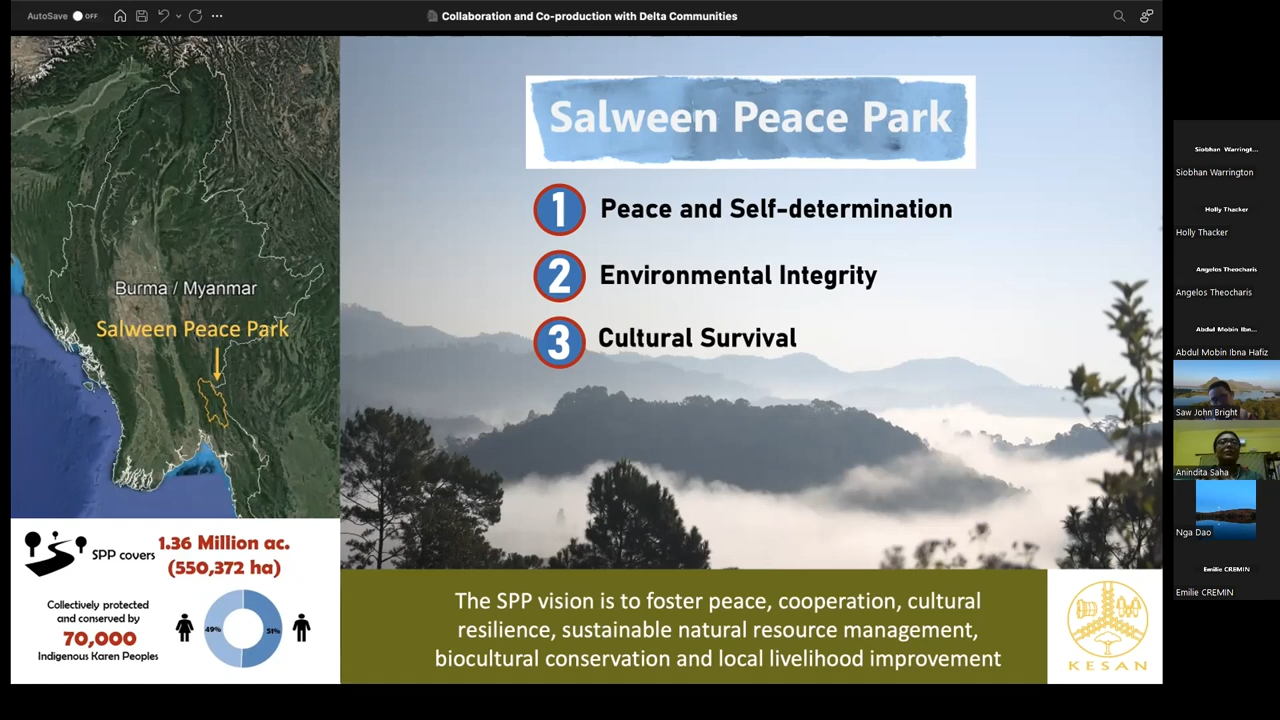 AutoSave OFF
Collaboration and Co-production with Delta Communities
Burma / Myanmar
Salween Peace Park
SPP covers
1.36 Million ac.
(550,372 ha)
Collectively protected
and conserved by
70,000
Indigenous Karen Peoples
49%
51%
Salween Peace Park
1 Peace and Self-determination
2 Environmental Integrity
3 Cultural Survival
The SPP vision is to foster peace, cooperation, cultural
resilience, sustainable natural resource management,
biocultural conservation and local livelihood improvement
KESAN
Siobhan Warringt...
Siobhan Warrington
Holly Thacker
Holly Thacker
Angelos Theocharis
Angelos Theocharis
Abdul Mobin Ibn...
Abdul Mobin Ibna Hafiz
Saw John Bright
Anindita Saha
Nga Dao
Emilie CREMIN
Emilie CREMIN